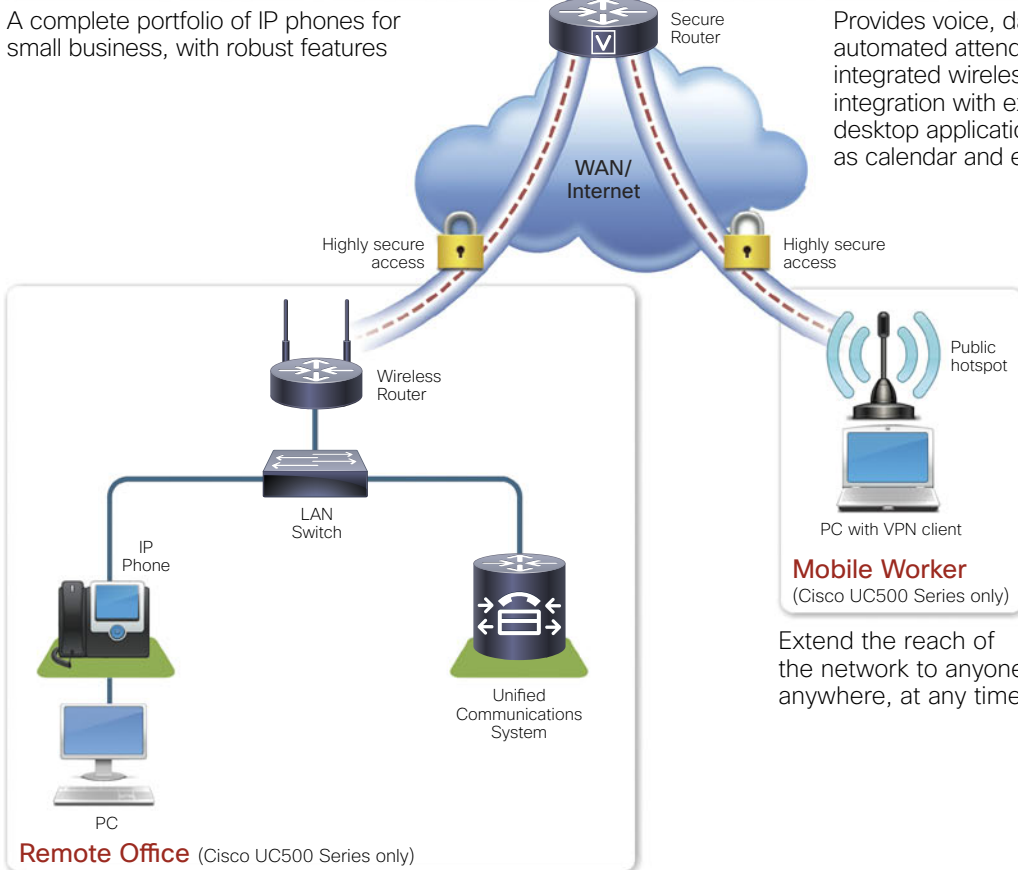 A complete portfolio of IP phones for
small business, with robust features
Secure
Router
V
Provides voice, da
automated attend
integrated wireles
integration with ex
desktop applicatio
as calendar and e
WAN/
Internet
Highly secure
access
Highly secure
access
Wireless
Router
Public
hotspot
LAN
Switch
PC with VPN client
IP
Phone
Mobile Worker
(Cisco UC500 Series only)
Extend the reach of
the network to anyone
anywhere, at any time
Unified
Communications
System
PC
Remote Office (Cisco UC500 Series only)